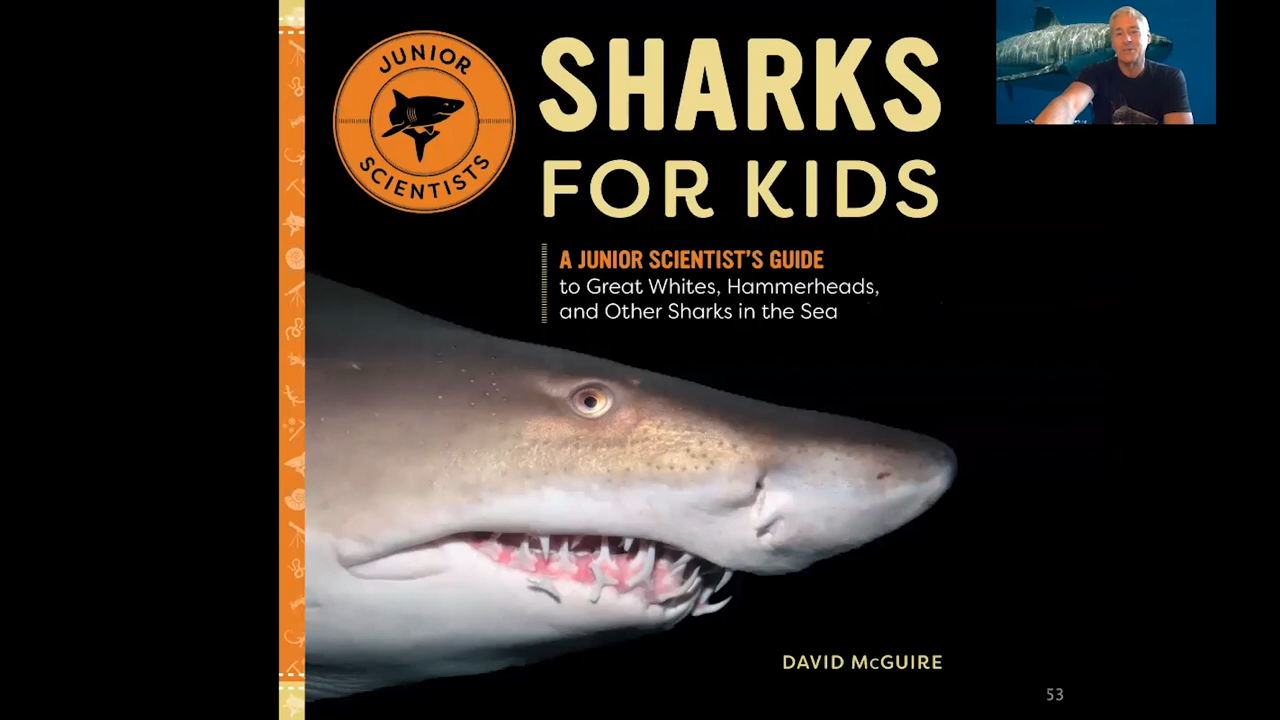 JUNIOR
SCIENTISTS
SHARKS
FOR KIDS
A JUNIOR SCIENTIST'S GUIDE
to Great Whites, Hammerheads,
and Other Sharks in the Sea
DAVID McGUIRE
53